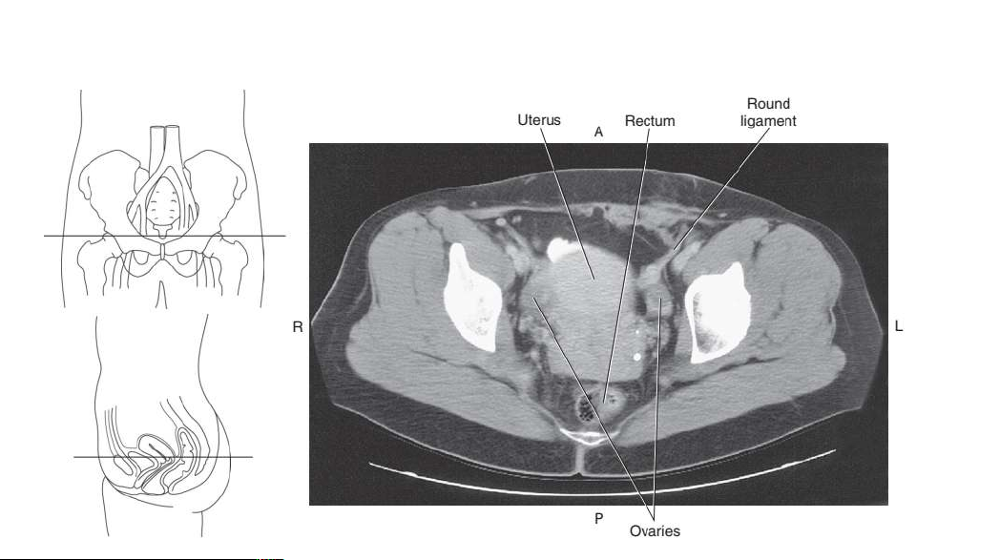 Round
ligament
Uterus
Rectum
A
R
L
P
Ovaries